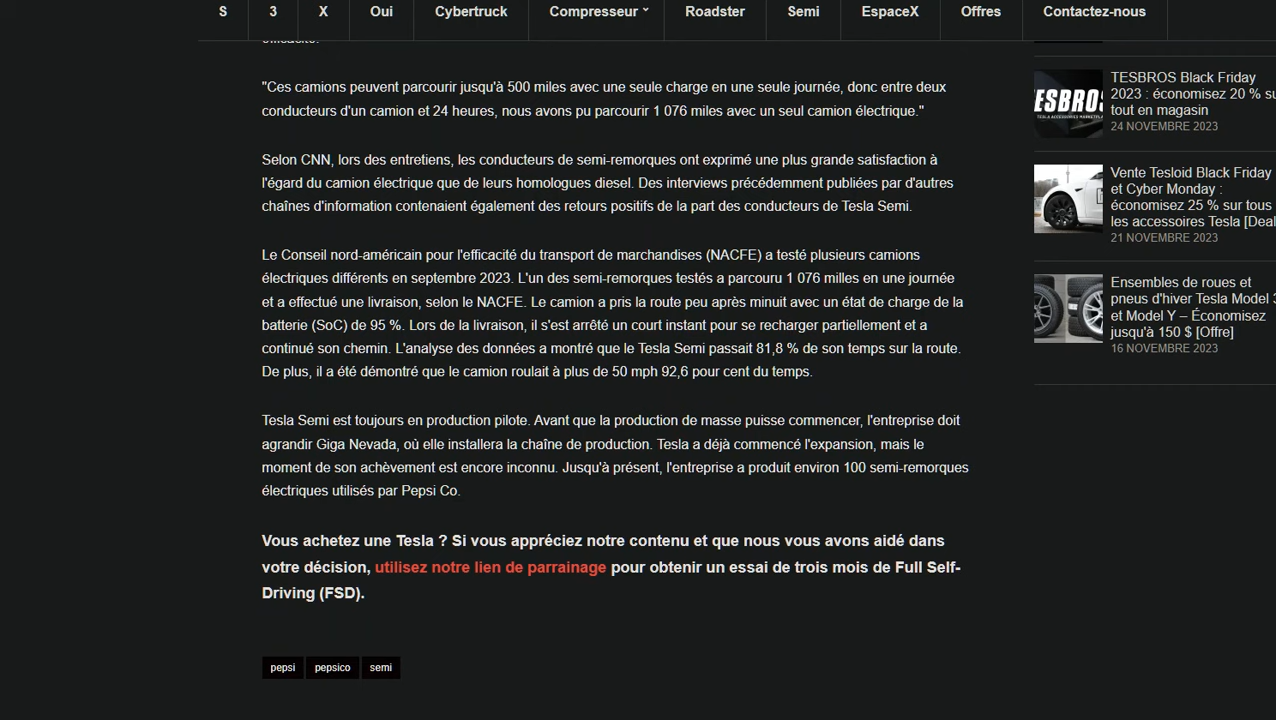 S 3 X Oui Cybertruck Compresseur Roadster Semi EspaceX Offres Contactez-nous
"Ces camions peuvent parcourir jusqu'à 500 miles avec une seule charge en une seule journée, donc entre deux
conducteurs d'un camion et 24 heures, nous avons pu parcourir 1 076 miles avec un seul camion électrique."
Selon CNN, lors des entretiens, les conducteurs de semi-remorques ont exprimé une plus grande satisfaction à
l'égard du camion électrique que de leurs homologues diesel. Des interviews précédemment publiées par d'autres
chaînes d'information contenaient également des retours positifs de la part des conducteurs de Tesla Semi.
Le Conseil nord-américain pour l'efficacité du transport de marchandises (NACFE) a testé plusieurs camions
électriques différents en septembre 2023. L'un des semi-remorques testés a parcouru 1 076 milles en une journée
et a effectué une livraison, selon le NACFE. Le camion a pris la route peu après minuit avec un état de charge de la
batterie (SoC) de 95 %. Lors de la livraison, il s'est arrêté un court instant pour se recharger partiellement et a
continué son chemin. L'analyse des données a montré que le Tesla Semi passait 81,8 % de son temps sur la route.
De plus, il a été démontré que le camion roulait à plus de 50 mph 92,6 pour cent du temps.
Tesla Semi est toujours en production pilote. Avant que la production de masse puisse commencer, l'entreprise doit
agrandir Giga Nevada, où elle installera la chaîne de production. Tesla a déjà commencé l'expansion, mais le
moment de son achèvement est encore inconnu. Jusqu'à présent, l'entreprise a produit environ 100 semi-remorques
électriques utilisés par Pepsi Co.
Vous achetez une Tesla ? Si vous appréciez notre contenu et que nous vous avons aidé dans
votre décision, utilisez notre lien de parrainage pour obtenir un essai de trois mois de Full Self-
Driving (FSD).
pepsi pepsico semi
TESBROS Black Friday
2023 : économisez 20 % su
tout en magasin
24 NOVEMBRE 2023
Vente Tesloid Black Friday
et Cyber Monday :
économisez 25 % sur tous
les accessoires Tesla [Deal
21 NOVEMBRE 2023
Ensembles de roues et
pneus d'hiver Tesla Model 3
et Model Y – Économisez
jusqu'à 150 $ [Offre]
16 NOVEMBRE 2023